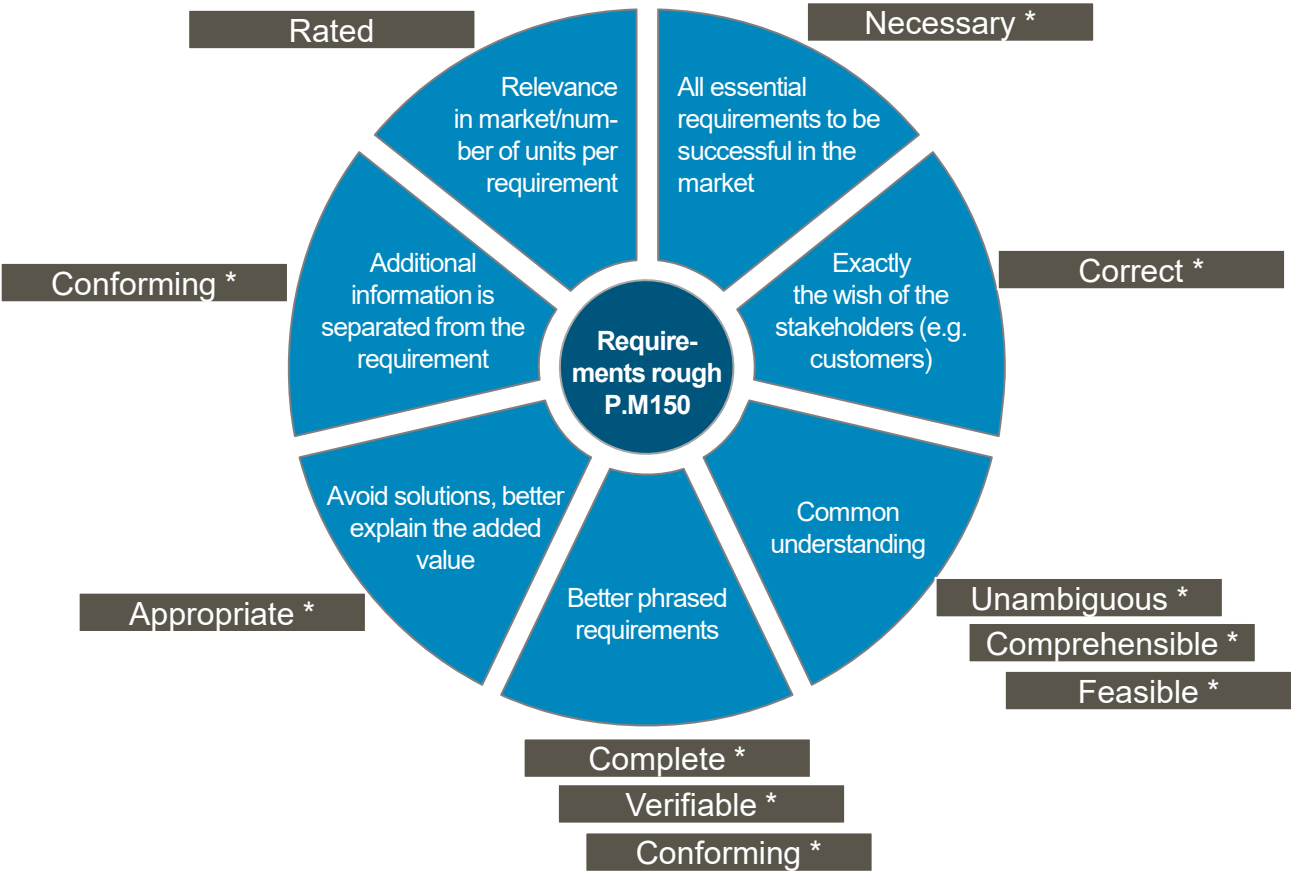 Rated
Necessary *
Relevance
in market/num-
ber of units per
requirement
All essential
requirements to be
successful in the
market
Conforming *
Additional
information is
separated from the
requirement
Exactly
the wish of the
stakeholders (e.g.
customers)
Correct *
Require-
ments rough
P.M150
Avoid solutions, better
explain the added
value
Common
understanding
Better phrased
requirements
Appropriate *
Unambiguous *
Comprehensible *
Feasible *
Complete *
Verifiable *
Conforming *